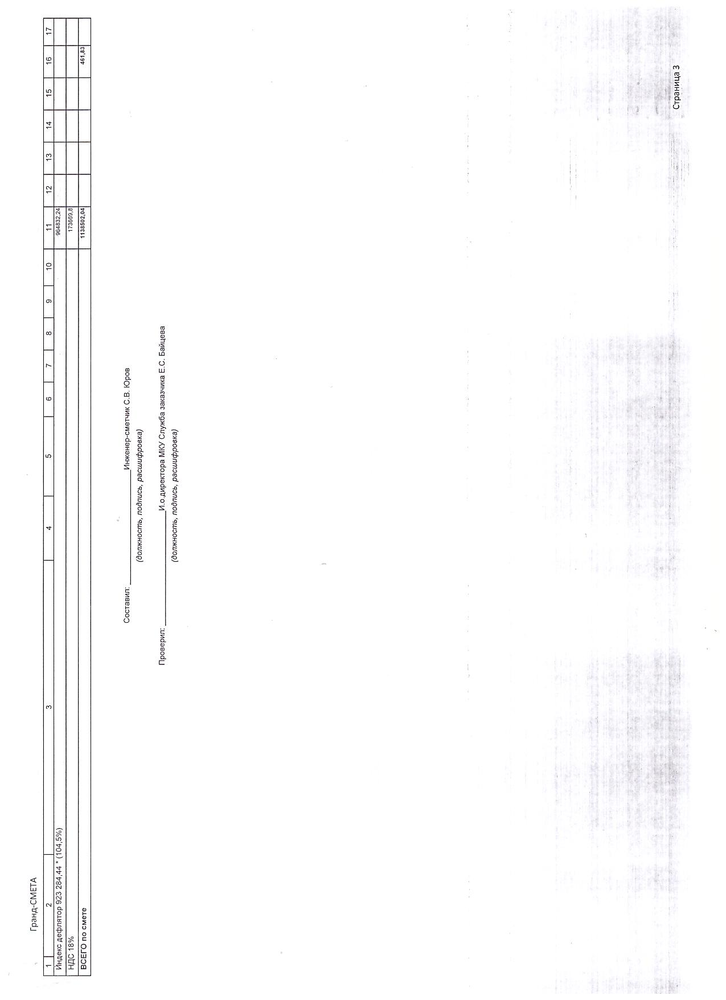 Гранд-СМЕТА
1 2 3 4 5 6 7 8 9 10 11 12 13 14 15 16 17
Индекс дефлятор 923 284,44 * (104,5%) 964832,24
НДС 18% 173669,8
ВСЕГО по смете 1138502,04 461,83
Составил: ____________________________Инженер-сметчик С.В. Юров
(должность, подпись, расшифровка)
Проверил: ____________________________И.о.директора МКУ Служба заказчика Е.С. Байцева
(должность, подпись, расшифровка)
Страница 3